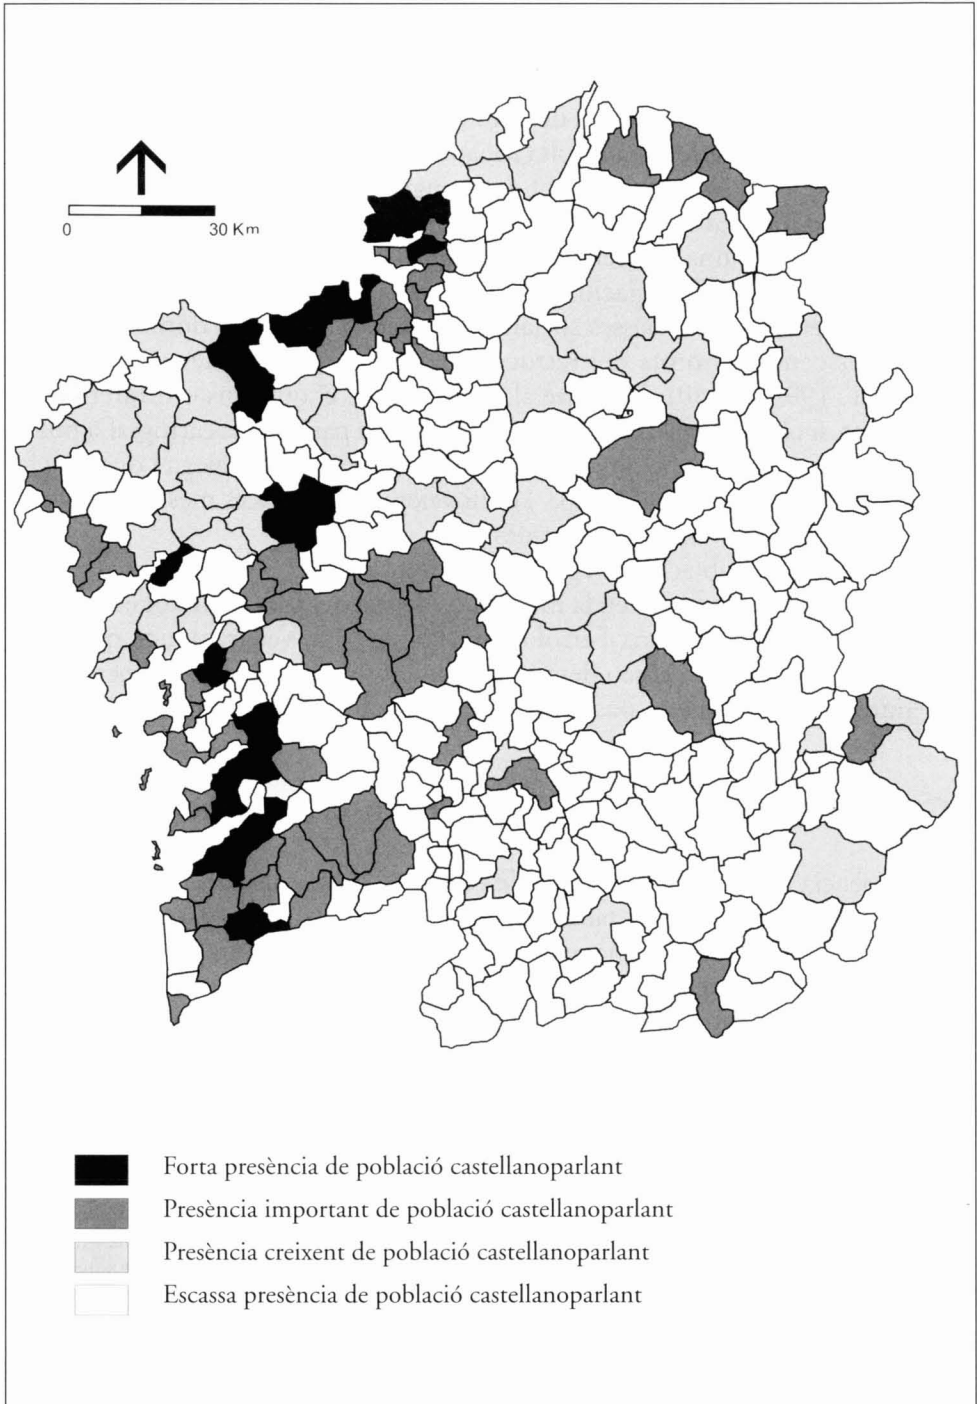 0
30 Km
Forta presència de població castellanoparlant
Presència important de població castellanoparlant
Presència creixent de població castellanoparlant
Escassa presència de població castellanoparlant